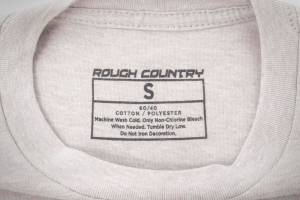 ROUGH COUNTRY
S
60/40
COTTON / POLYESTER
Machine Wash Cold. Only Non-Chlorine Bleach
When Needed. Tumble Dry Low.
Do Not Iron Decoration.